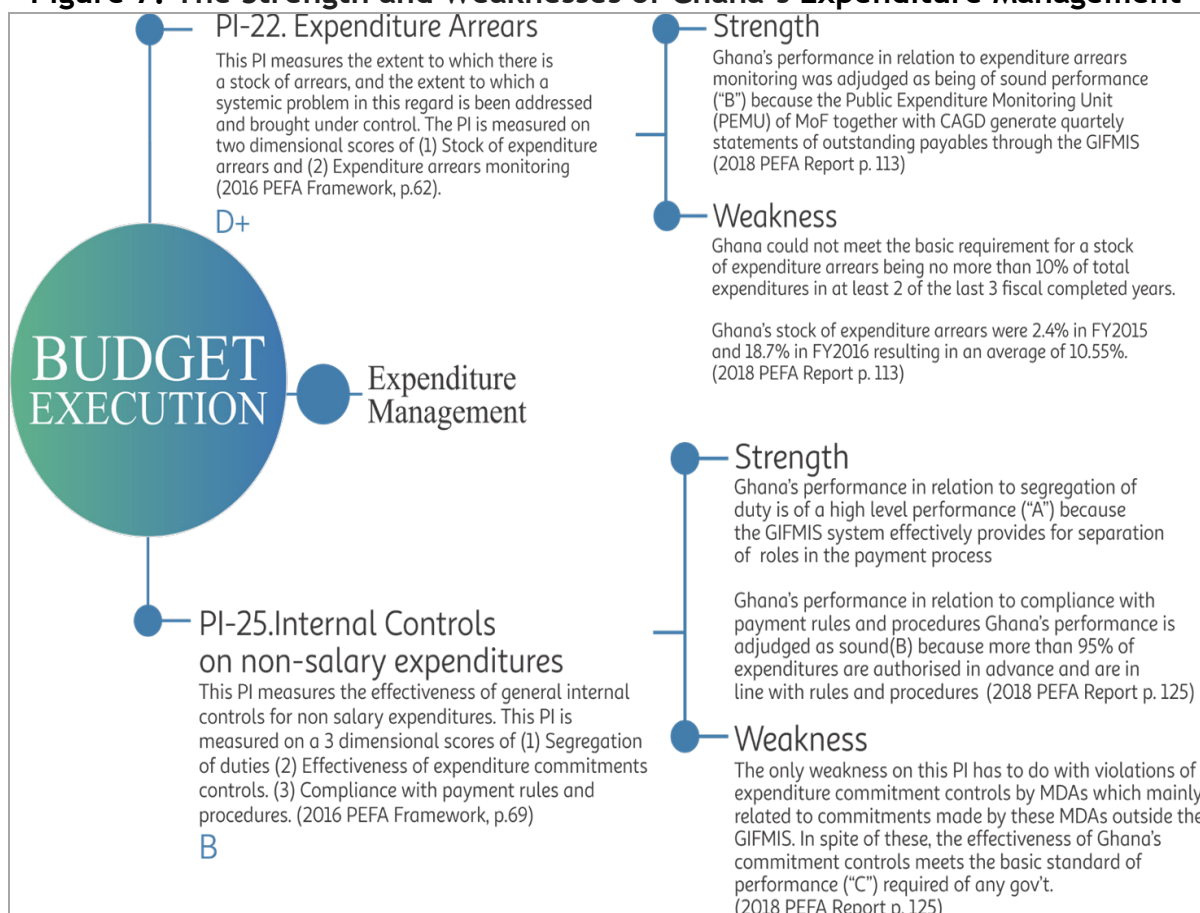 Figure 7: The Strength and Weaknesses of Ghana's Expenditure Management
PI-22. Expenditure Arrears
This PI measures the extent to which there is
a stock of arrears, and the extent to which a
systemic problem in this regard is been addressed
and brought under control. The PI is measured on
two dimensional scores of (1) Stock of expenditure
arrears and (2) Expenditure arrears monitoring
(2016 PEFA Framework, p.62).
D+
Strength
Ghana's performance in relation to expenditure arrears
monitoring was adjudged as being of sound performance
("B") because the Public Expenditure Monitoring Unit
(PEMU) of MoF together with CAGD generate quartely
statements of outstanding payables through the GIFMIS
(2018 PEFA Report p. 113)
Weakness
Ghana could not meet the basic requirement for a stock
of expenditure arrears being no more than 10% of total
expenditures in at least 2 of the last 3 fiscal completed years.
Ghana's stock of expenditure arrears were 2.4% in FY2015
and 18.7% in FY2016 resulting in an average of 10.55%.
(2018 PEFA Report p. 113)
BUDGET
EXECUTION
Expenditure
Management
PI-25.Internal Controls
on non-salary expenditures
This PI measures the effectiveness of general internal
controls for non salary expenditures. This PI is
measured on a 3 dimensional scores of (1) Segregation
of duties (2) Effectiveness of expenditure commitments
controls. (3) Compliance with payment rules and
procedures. (2016 PEFA Framework, p.69)
B
Strength
Ghana's performance in relation to segregation of
duty is of a high level performance ("A") because
the GIFMIS system effectively provides for separation
of roles in the payment process
Ghana's performance in relation to compliance with
payment rules and procedures Ghana's performance is
adjudged as sound(B) because more than 95% of
expenditures are authorised in advance and are in
line with rules and procedures (2018 PEFA Report p. 125)
Weakness
The only weakness on this PI has to do with violations of
expenditure commitment controls by MDAs which mainly
related to commitments made by these MDAs outside the
GIFMIS. In spite of these, the effectiveness of Ghana's
commitment controls meets the basic standard of
performance ("C") required of any gov't.
(2018 PEFA Report p. 125)